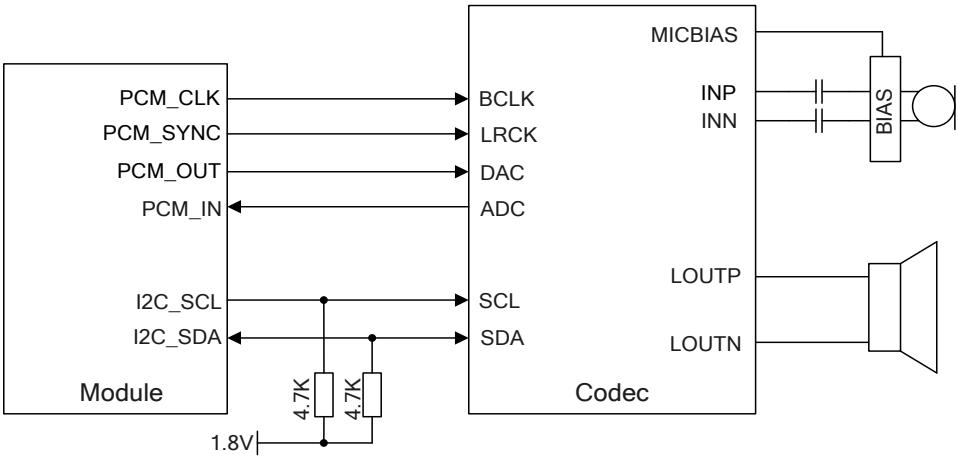 MICBIAS
PCM_CLK
BCLK
INP
BIAS
PCM_SYNC
LRCK
INN
PCM_OUT
DAC
PCM_IN
ADC
LOUTP
I2C_SCL
SCL
I2C_SDA
SDA
LOUTN
Module
4.7K
4.7K
Codec
1.8V